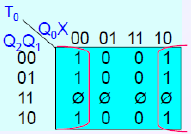 T₀
Q₀X
Q₂Q₁ 00 01 11 10
00 1 0 0 1
01 1 0 0 1
11 Ø Ø Ø Ø
10 1 0 0 1